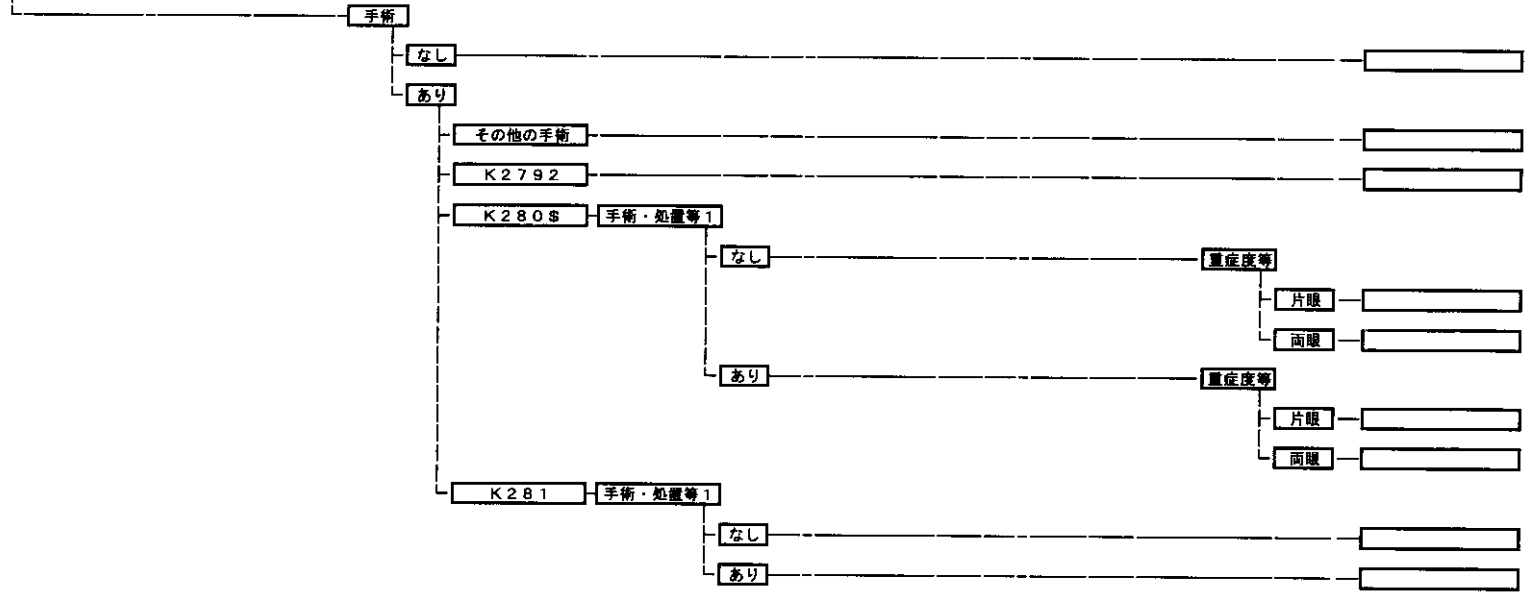 手術
なし
あり
その他の手術
K2792
K280$ 手術・処置等1
なし 重症度等
片眼
両眼
あり 重症度等
片眼
両眼
K281 手術・処置等1
なし
あり